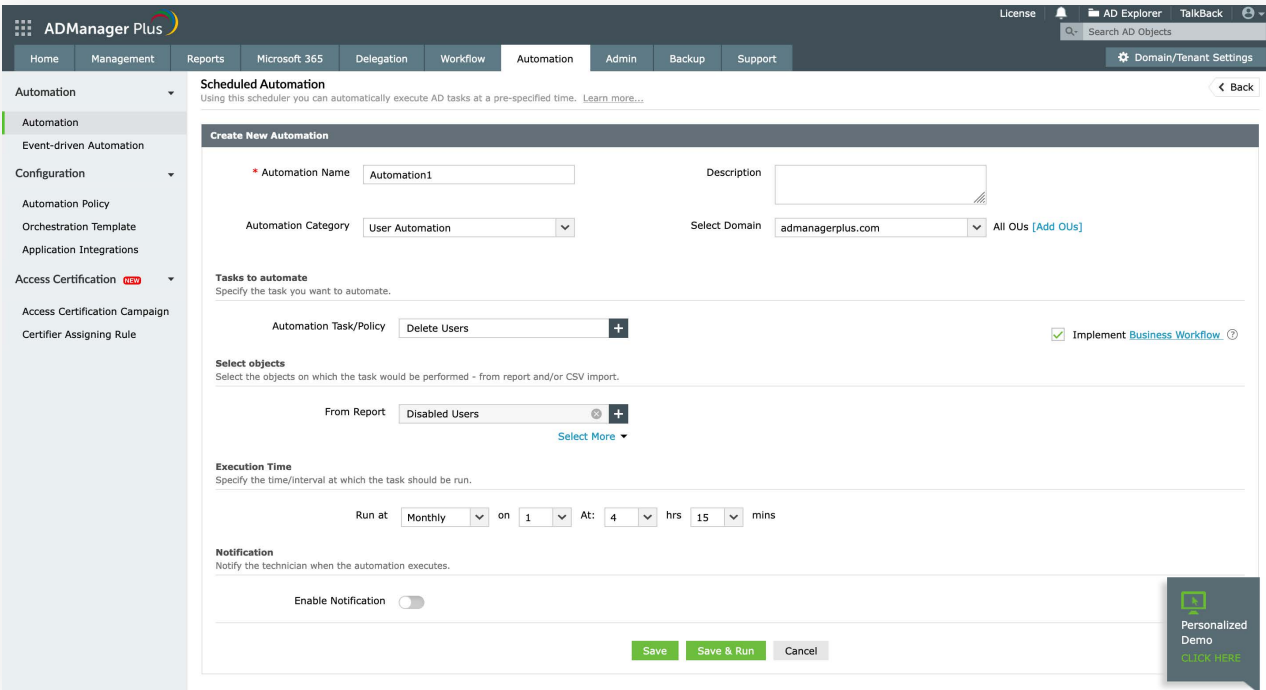 License AD Explorer TalkBack
ADManager Plus
Search AD Objects
Home Management Reports Microsoft 365 Delegation Workflow Automation Admin Backup Support Domain/Tenant Settings
Automation
Automation
Event-driven Automation
Configuration
Automation Policy
Orchestration Template
Application Integrations
Access Certification NEW
Access Certification Campaign
Certifier Assigning Rule
Scheduled Automation
Using this scheduler you can automatically execute AD tasks at a pre-specified time. Learn more...
Back
Create New Automation
* Automation Name Automation1 Description
Automation Category User Automation Select Domain admanagerplus.com All OUs [Add OUs]
Tasks to automate
Specify the task you want to automate.
Automation Task/Policy Delete Users + Implement Business Workflow ?
Select objects
Select the objects on which the task would be performed - from report and/or CSV import.
From Report Disabled Users +
Select More
Execution Time
Specify the time/interval at which the task should be run.
Run at Monthly on 1 At: 4 hrs 15 mins
Notification
Notify the technician when the automation executes.
Enable Notification
Save Save & Run Cancel
Personalized
Demo
CLICK HERE